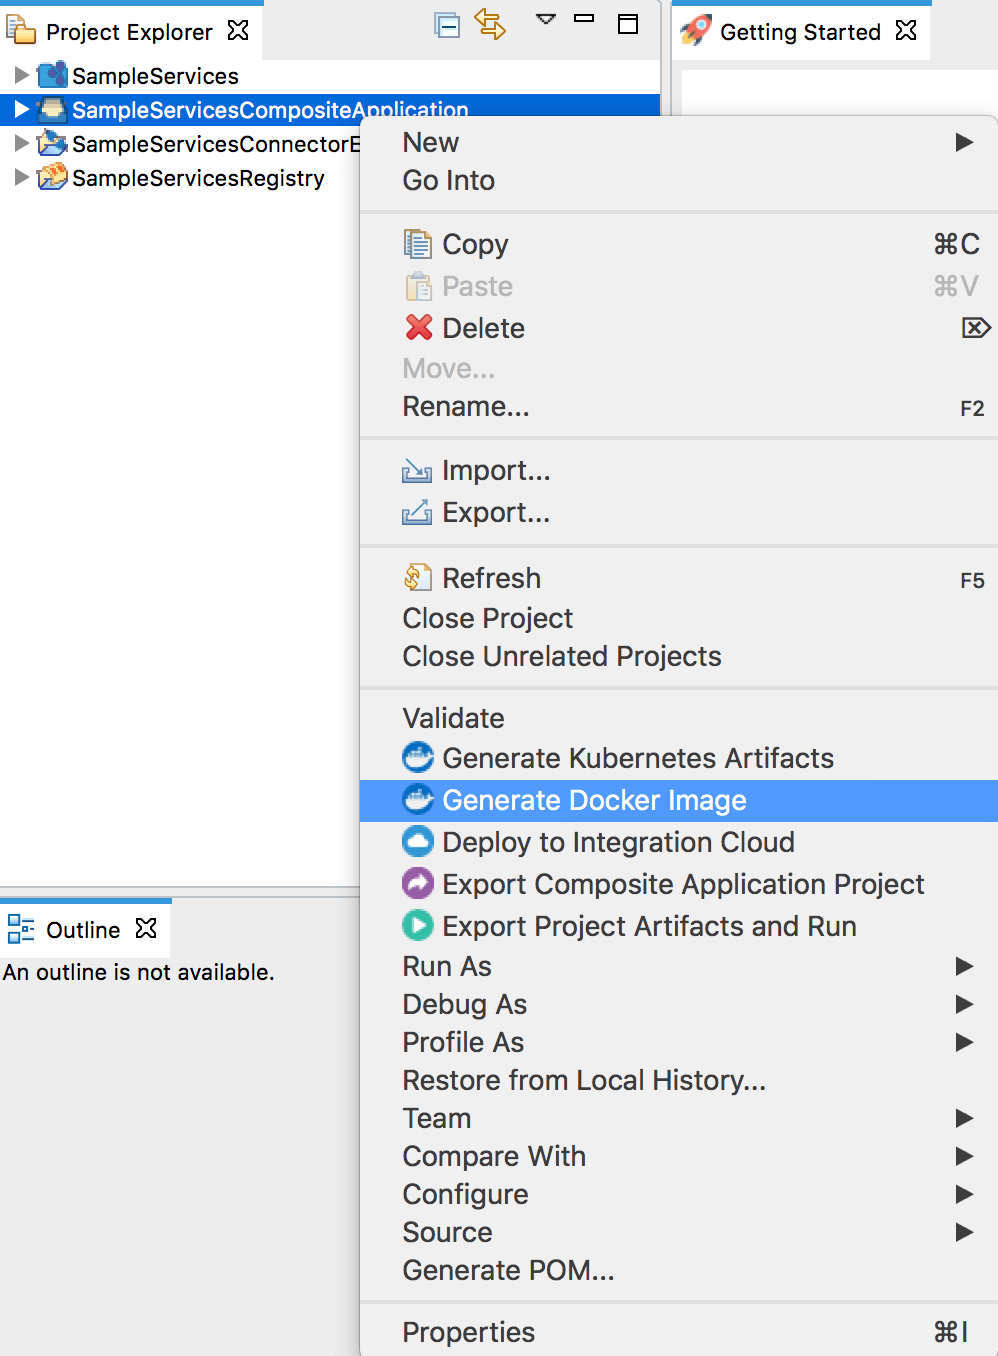 Project Explorer
Getting Started
SampleServices
SampleServicesCompositeApplication
SampleServicesConnectorE
SampleServicesRegistry
New
Go Into
Copy ⌘C
Paste ⌘V
Delete ⌦
Move...
Rename... F2
Import...
Export...
Refresh F5
Close Project
Close Unrelated Projects
Validate
Generate Kubernetes Artifacts
Generate Docker Image
Deploy to Integration Cloud
Export Composite Application Project
Export Project Artifacts and Run
Run As
Debug As
Profile As
Restore from Local History...
Team
Compare With
Configure
Source
Generate POM...
Properties ⌘I
Outline
An outline is not available.